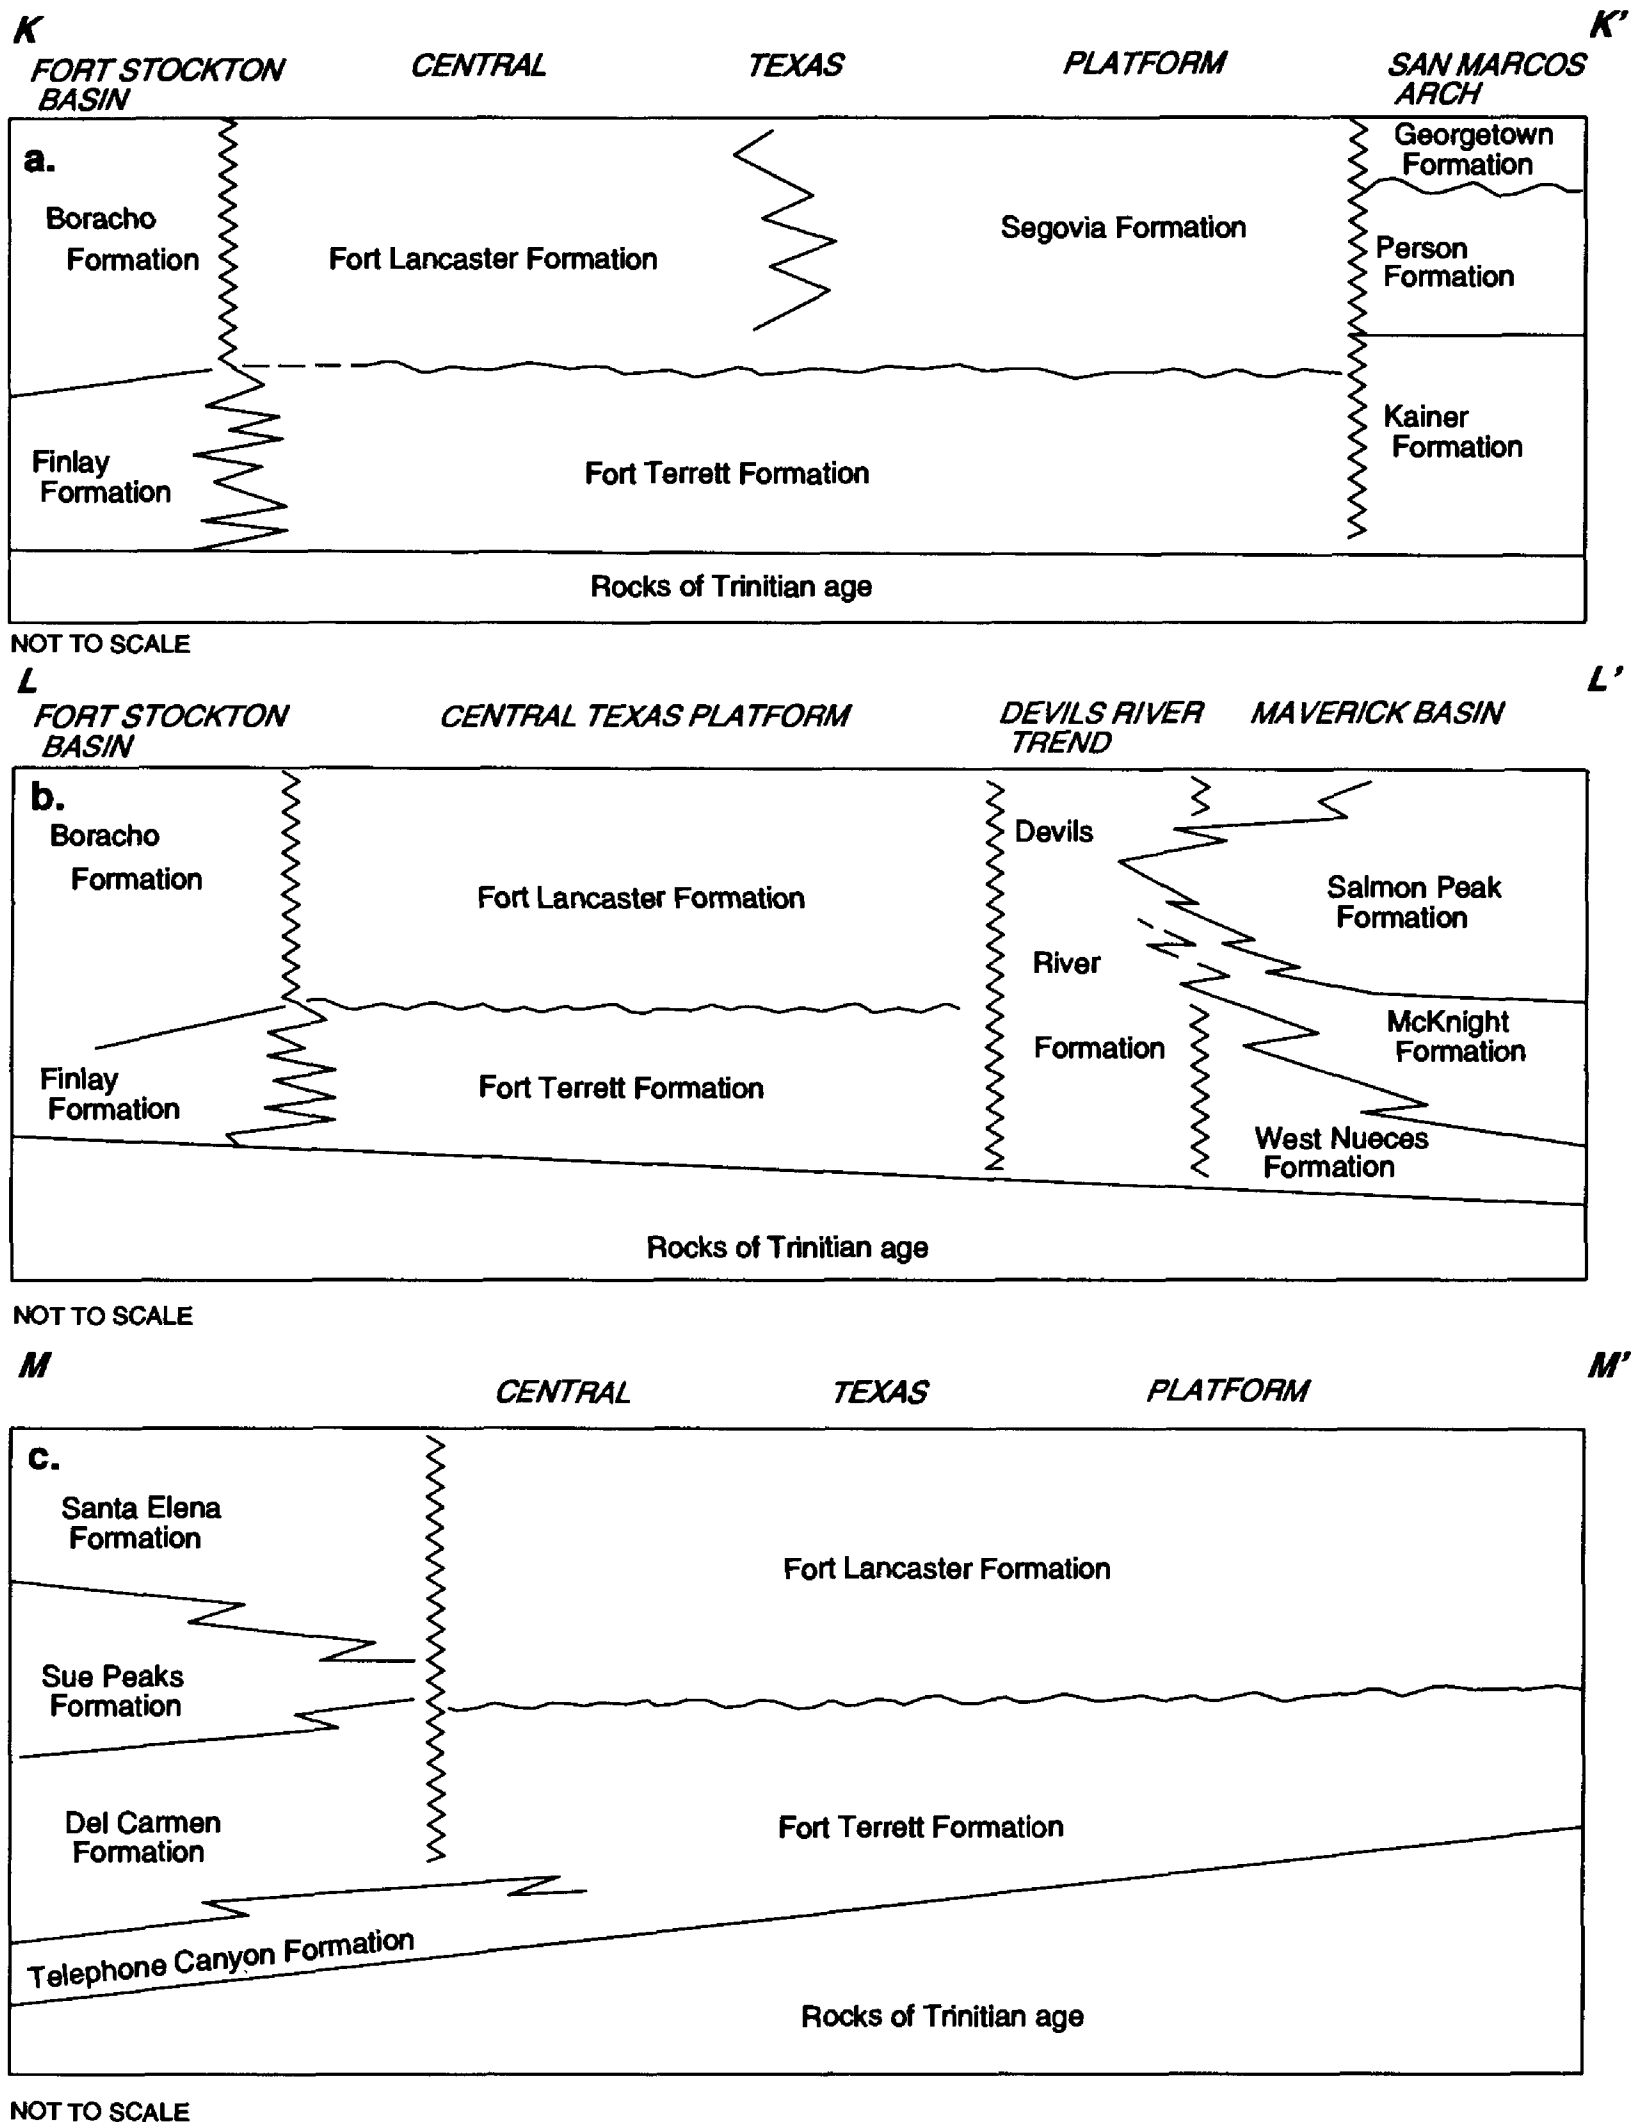 K K'
FORT STOCKTON BASIN
CENTRAL TEXAS PLATFORM
SAN MARCOS ARCH
a.
Georgetown
Formation
Boracho
Formation
Fort Lancaster Formation
Segovia Formation
Person
Formation
Kainer
Formation
Finlay
Formation
Fort Terrett Formation
Rocks of Trinitian age
NOT TO SCALE
L L'
FORT STOCKTON
BASIN
CENTRAL TEXAS PLATFORM
DEVILS RIVER
TREND
MAVERICK BASIN
b.
Boracho
Formation
Fort Lancaster Formation
Devils
River
Formation
Salmon Peak
Formation
McKnight
Formation
Finlay
Formation
Fort Terrett Formation
West Nueces
Formation
Rocks of Trinitian age
NOT TO SCALE
M M'
CENTRAL TEXAS PLATFORM
c.
Santa Elena
Formation
Fort Lancaster Formation
Sue Peaks
Formation
Del Carmen
Formation
Fort Terrett Formation
Telephone Canyon Formation
Rocks of Trinitian age
NOT TO SCALE